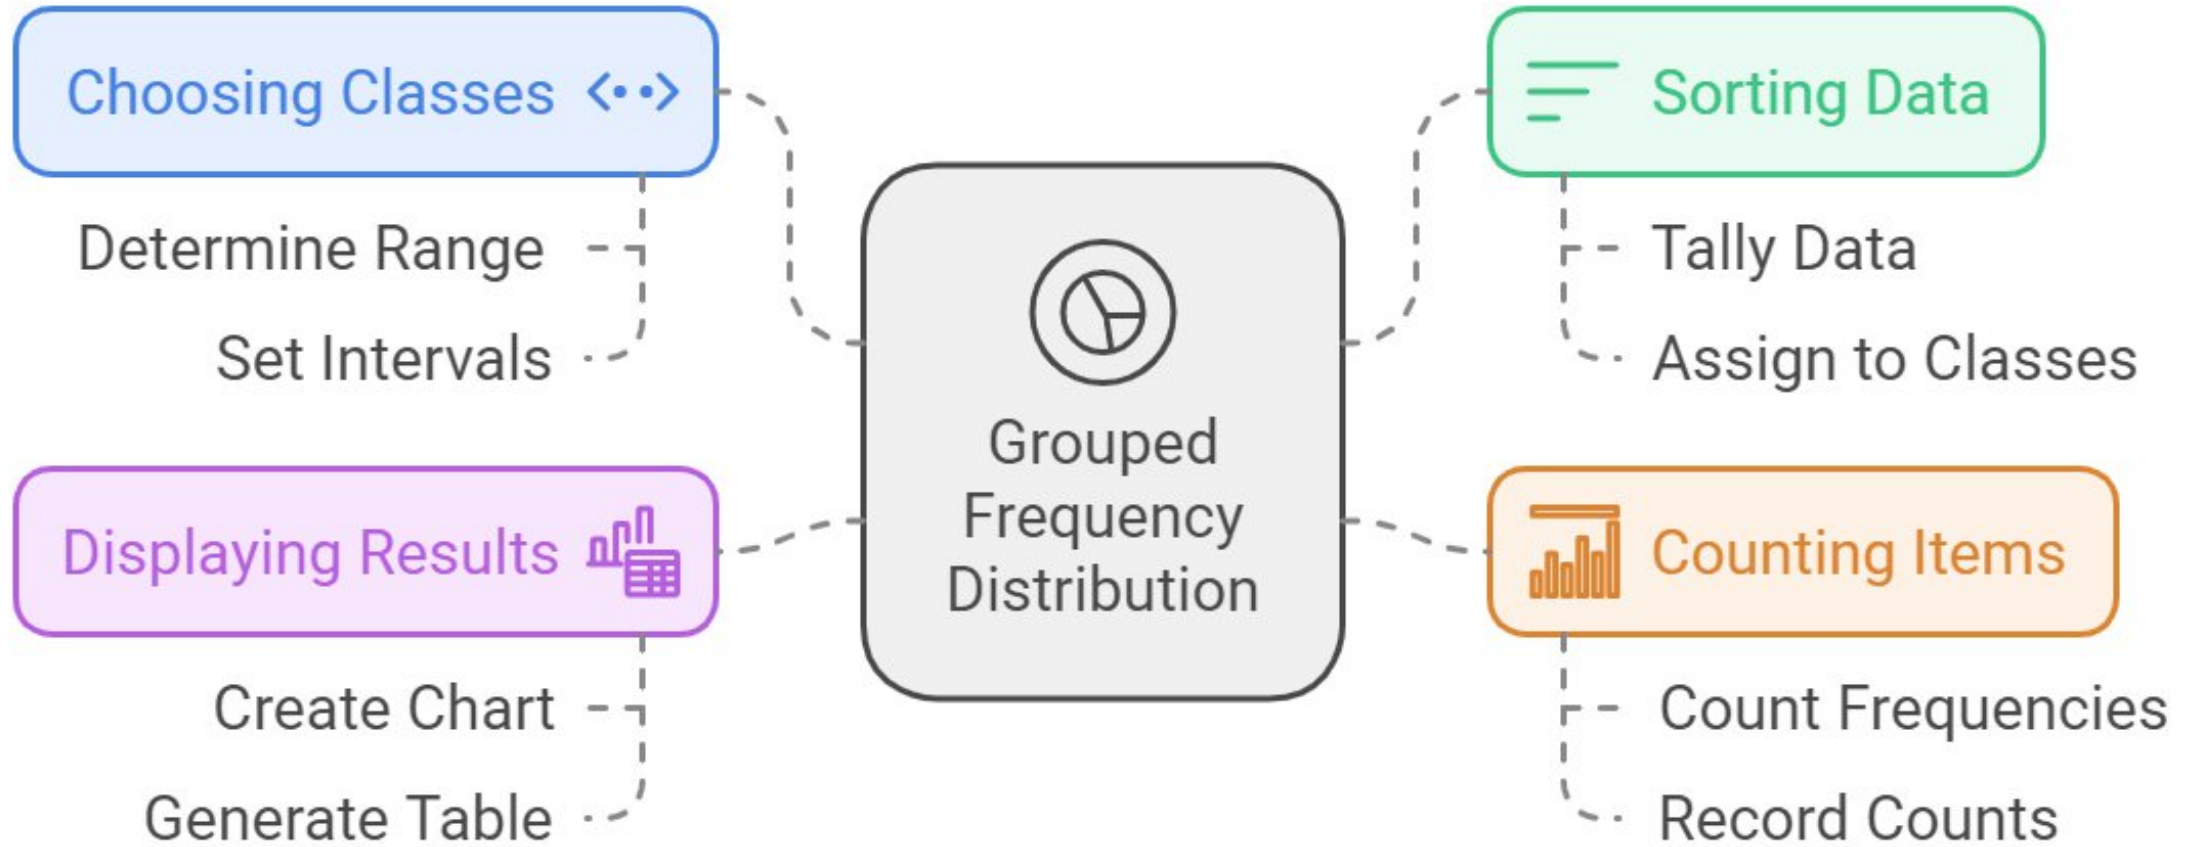 Choosing Classes
Determine Range
Set Intervals
Displaying Results
Create Chart
Generate Table
Grouped
Frequency
Distribution
Sorting Data
Tally Data
Assign to Classes
Counting Items
Count Frequencies
Record Counts